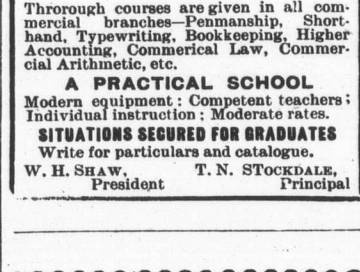 Throrough courses are given in all com-
mercial branches—Penmanship, Short-
hand, Typewriting, Bookkeeping, Higher
Accounting, Commerical Law, Commer-
cial Arithmetic, etc.
A PRACTICAL SCHOOL
Modern equipment: Competent teachers;
Individual instruction; Moderate rates.
SITUATIONS SECURED FOR GRADUATES
Write for particulars and catalogue.
W. H. SHAW, T. N. STOCKDALE,
President Principal